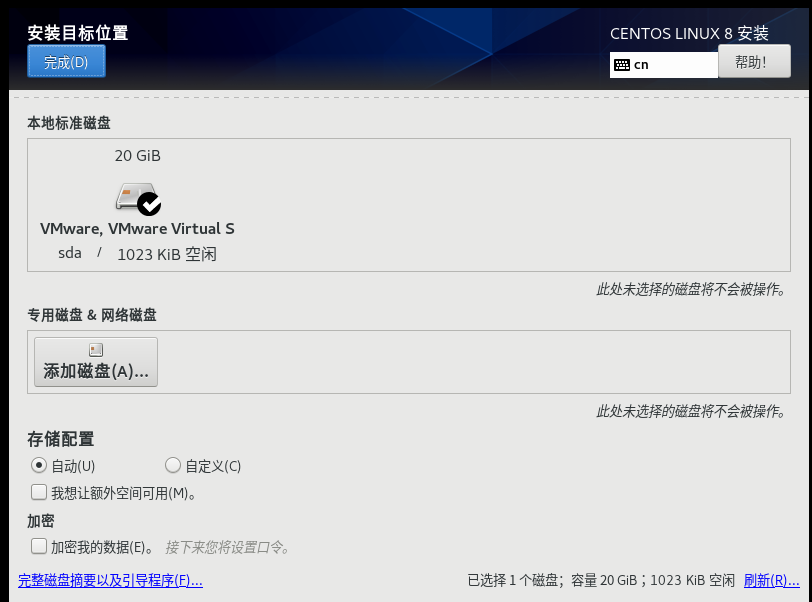 安装目标位置
CENTOS LINUX 8 安装
完成(D)
cn
帮助！
本地标准磁盘
20 GiB
VMware, VMware Virtual S
sda / 1023 KiB 空闲
此处未选择的磁盘将不会被操作。
专用磁盘 & 网络磁盘
添加磁盘(A)...
此处未选择的磁盘将不会被操作。
存储配置
自动(U) 自定义(C)
我想让额外空间可用(M)。
加密
加密我的数据(E)。 接下来您将设置口令。
完整磁盘摘要以及引导程序(F)... 已选择 1 个磁盘；容量 20 GiB；1023 KiB 空闲 刷新(R)...